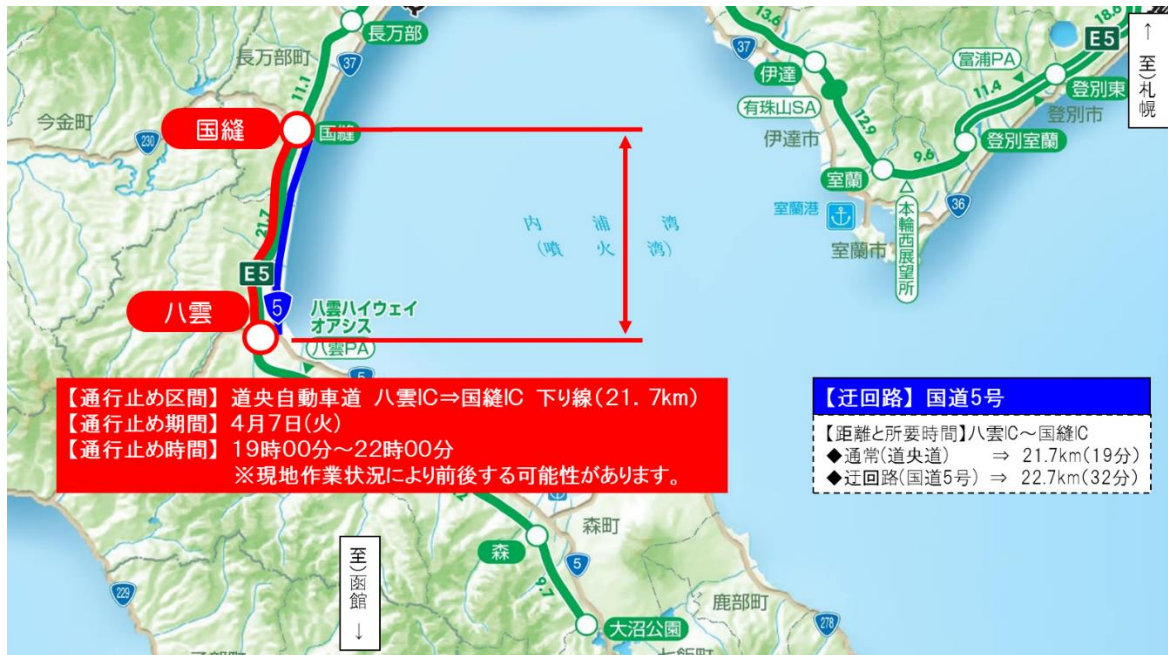 長万部
長万部町
37
11.1
今金町
230
国縫
国縫
21.7
E5
八雲
5
八雲ハイウェイ
オアシス
八雲PA
5
内浦湾
(噴火湾)
13.6
37
伊達
有珠山SA
伊達市
12.9
室蘭
9.6
室蘭港
室蘭市
本輪西展望所
36
登別室蘭
11.4
富浦PA
登別東
登別市
18.6
E5
↑至)札幌
【通行止め区間】 道央自動車道 八雲IC⇒国縫IC 下り線(21.7km)
【通行止め期間】 4月7日(火)
【通行止め時間】 19時00分~22時00分
※現地作業状況により前後する可能性があります。
【迂回路】国道5号
【距離と所要時間】八雲IC~国縫IC
◆通常(道央道) ⇒ 21.7km(19分)
◆迂回路(国道5号) ⇒ 22.7km(32分)
森
森町
5
9.7
至)函館↓
229
鹿部町
大沼公園
278
七飯町